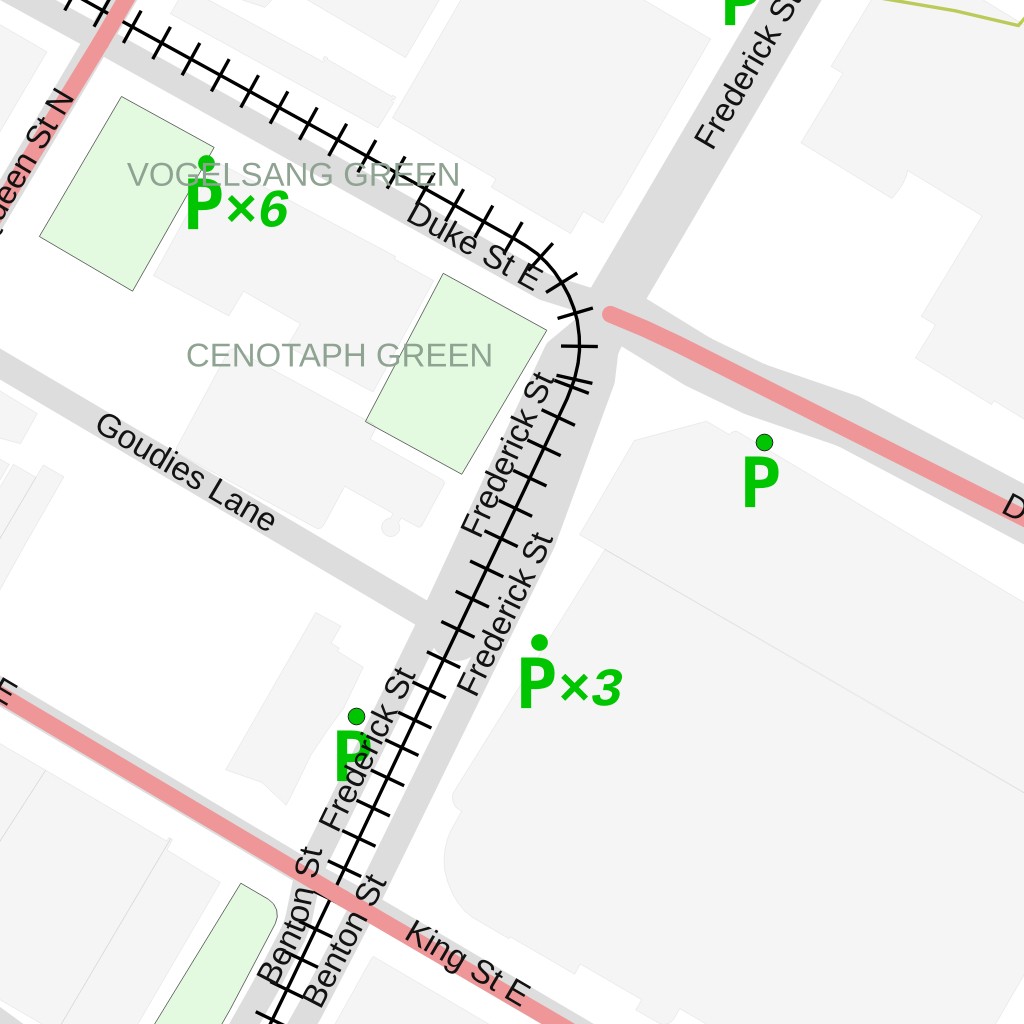 P
Frederick St
een St N
VOGELSANG GREEN
P×6
Duke St E
CENOTAPH GREEN
Frederick St
Goudies Lane
P
D
Frederick St
P×3
E
Frederick St
P
Benton St
Benton St
King St E